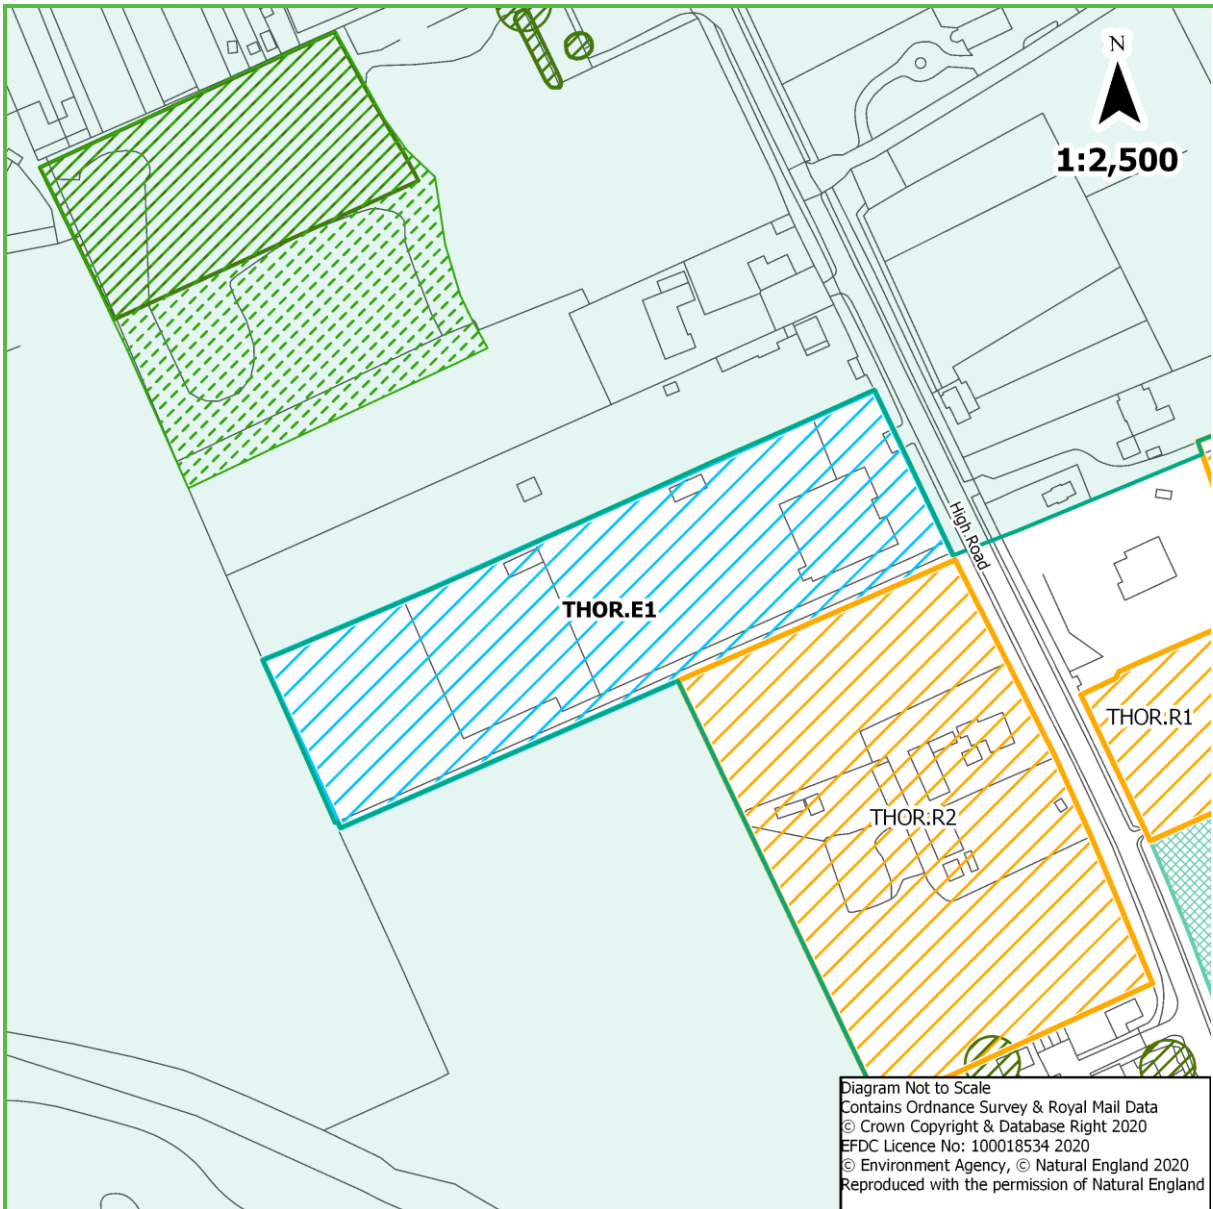 N
1:2,500
High Road
THOR.E1
THOR.R1
THOR.R2
Diagram Not to Scale
Contains Ordnance Survey & Royal Mail Data
© Crown Copyright & Database Right 2020
EFDC Licence No: 100018534 2020
© Environment Agency, © Natural England 2020
Reproduced with the permission of Natural England